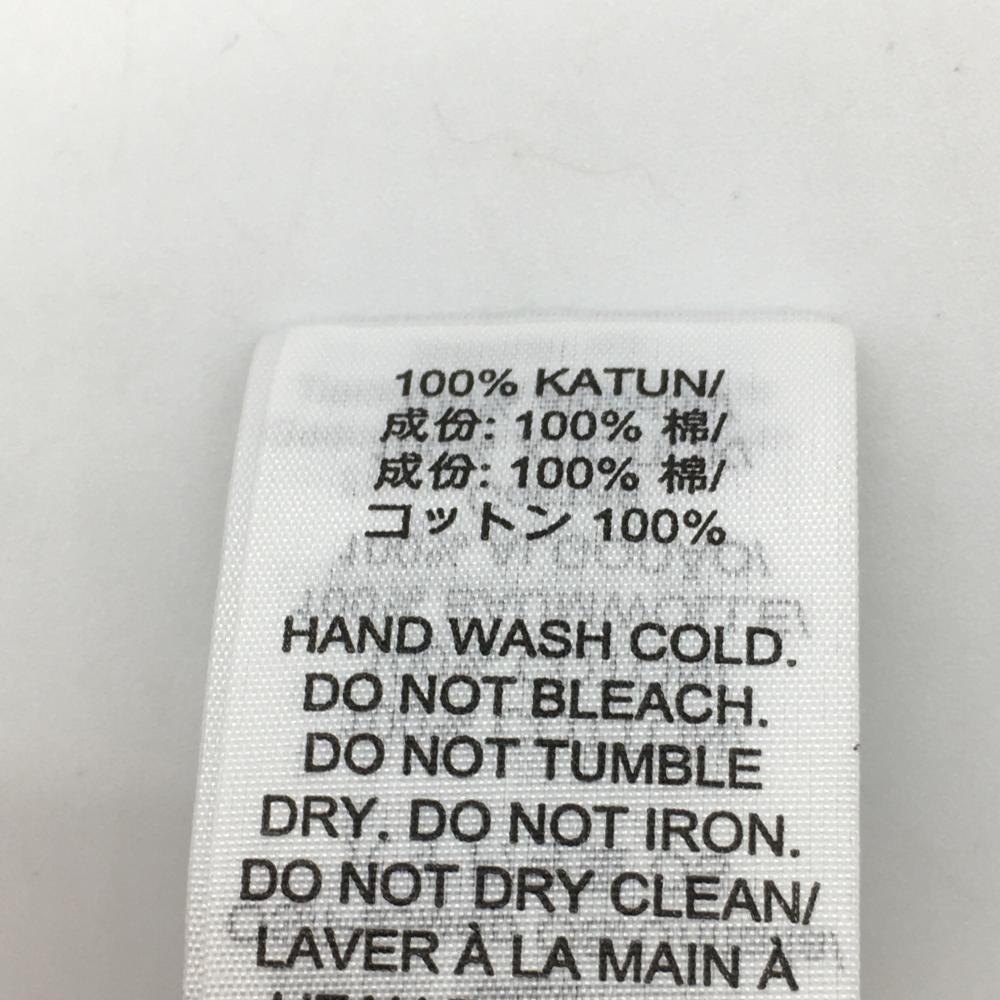 100% KATUN/
成份: 100% 棉/
成份: 100% 棉/
コットン 100%
HAND WASH COLD.
DO NOT BLEACH.
DO NOT TUMBLE
DRY. DO NOT IRON.
DO NOT DRY CLEAN/
LAVER À LA MAIN À